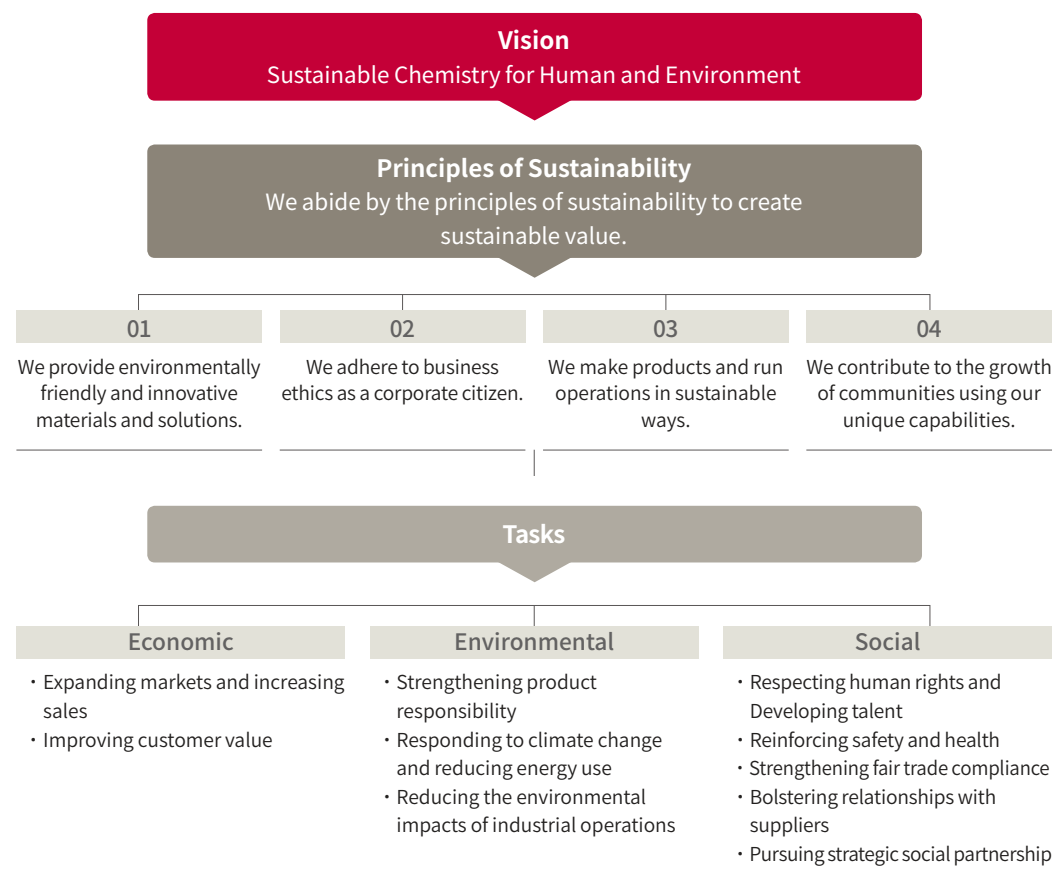 Vision
Sustainable Chemistry for Human and Environment
Principles of Sustainability
We abide by the principles of sustainability to create
sustainable value.
01
We provide environmentally
friendly and innovative
materials and solutions.
02
We adhere to business
ethics as a corporate citizen.
03
We make products and run
operations in sustainable
ways.
04
We contribute to the growth
of communities using our
unique capabilities.
Tasks
Economic
· Expanding markets and increasing
sales
· Improving customer value
Environmental
· Strengthening product
responsibility
· Responding to climate change
and reducing energy use
· Reducing the environmental
impacts of industrial operations
Social
· Respecting human rights and
Developing talent
· Reinforcing safety and health
· Strengthening fair trade compliance
· Bolstering relationships with
suppliers
· Pursuing strategic social partnership